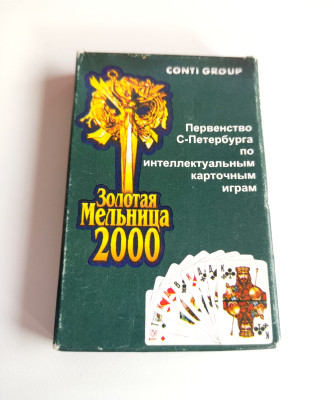 CONTI GROUP
Первенство
С-Петербурга
по
интеллектуальным
карточным
играм
Золотая
Мельница
2000